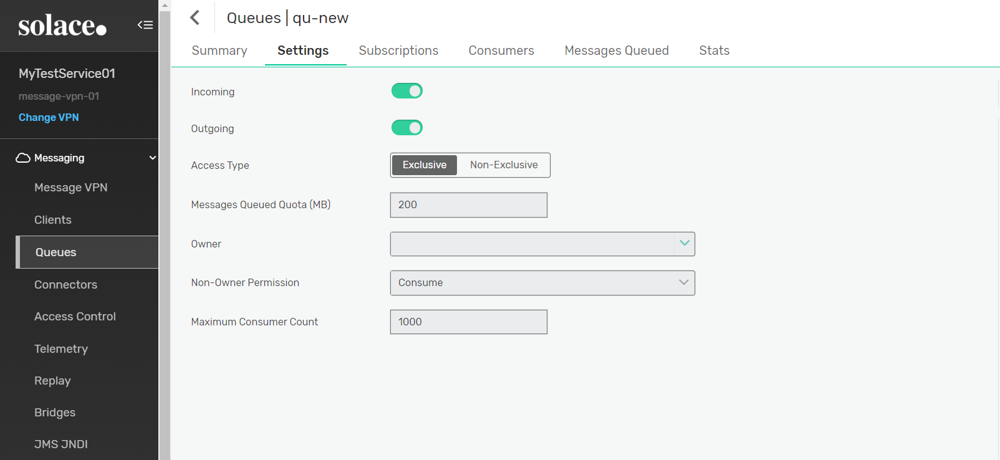 solace.
MyTestService01
message-vpn-01
Change VPN
Messaging
Message VPN
Clients
Queues
Connectors
Access Control
Telemetry
Replay
Bridges
JMS JNDI
Queues | qu-new
Summary Settings Subscriptions Consumers Messages Queued Stats
Incoming
Outgoing
Access Type Exclusive Non-Exclusive
Messages Queued Quota (MB) 200
Owner
Non-Owner Permission Consume
Maximum Consumer Count 1000